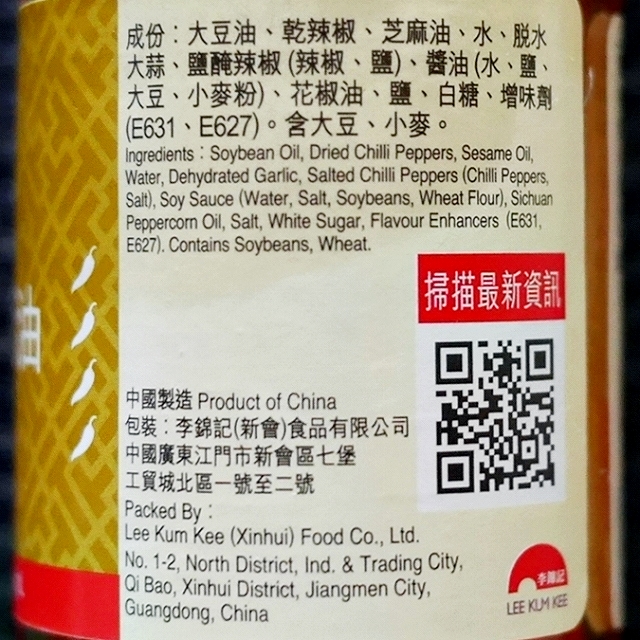 成份：大豆油、乾辣椒、芝麻油、水、脫水
大蒜、鹽醃辣椒 (辣椒、鹽)、醬油 (水、鹽、
大豆、小麥粉)、花椒油、鹽、白糖、增味劑
(E631、E627)。含大豆、小麥。
Ingredients：Soybean Oil, Dried Chilli Peppers, Sesame Oil,
Water, Dehydrated Garlic, Salted Chilli Peppers (Chilli Peppers,
Salt), Soy Sauce (Water, Salt, Soybeans, Wheat Flour), Sichuan
Peppercorn Oil, Salt, White Sugar, Flavour Enhancers (E631,
E627). Contains Soybeans, Wheat.
油
掃描最新資訊
中國製造 Product of China
包裝：李錦記(新會)食品有限公司
中國廣東江門市新會區七堡
工貿城北區一號至二號
Packed By：
Lee Kum Kee (Xinhui) Food Co., Ltd.
No. 1-2, North District, Ind. & Trading City,
Qi Bao, Xinhui District, Jiangmen City,
Guangdong, China
李錦記
LEE KUM KEE